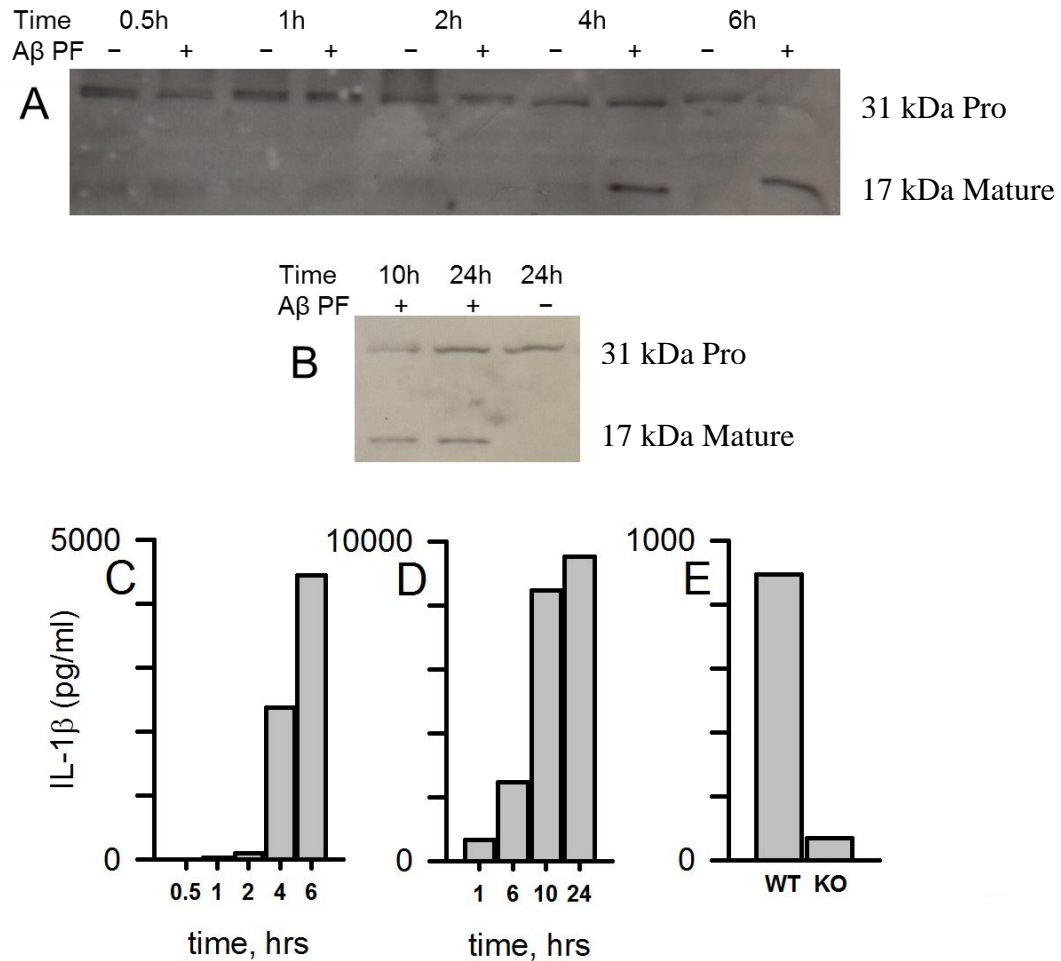 Time 0.5h 1h 2h 4h 6h
Aβ PF − + − + − + − + − +
A
31 kDa Pro
17 kDa Mature
Time 10h 24h 24h
Aβ PF + + −
B
31 kDa Pro
17 kDa Mature
IL-1β (pg/ml)
5000
C
0
0.5 1 2 4 6
time, hrs
10000
D
0
1 6 10 24
time, hrs
1000
E
0
WT KO